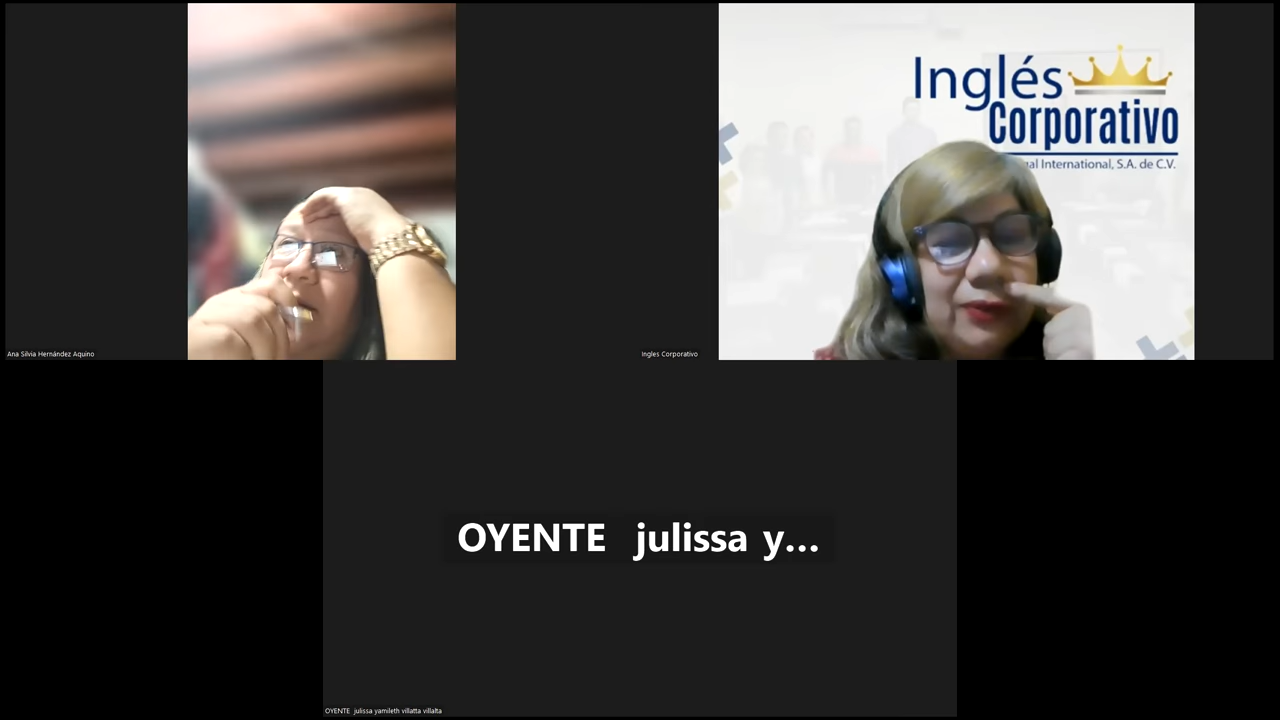 Inglés
Corporativo
al International, S.A. de C.V.
Ana Silvia Hernández Aquino
Ingles Corporativo
OYENTE julissa y...
OYENTE julissa yamileth villatta villalta